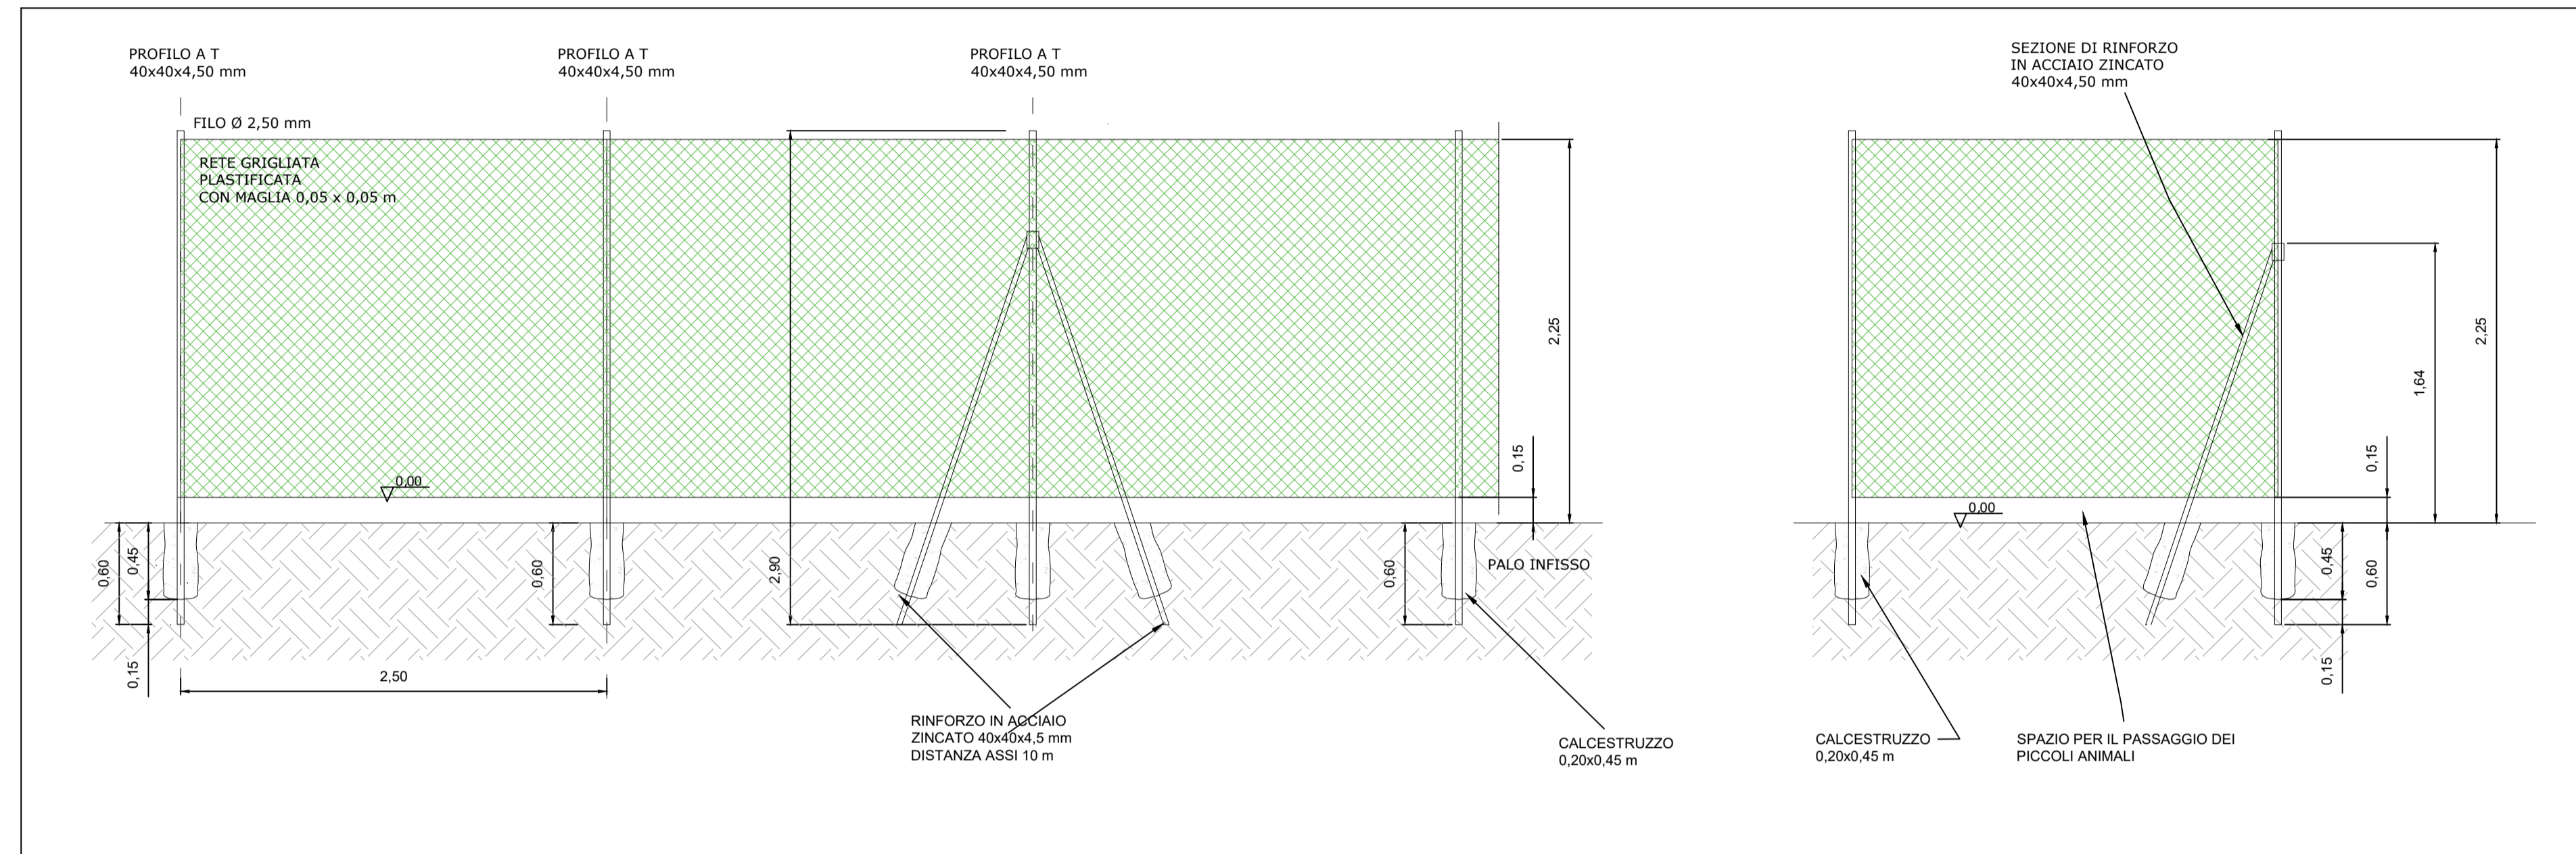 PROFILO A T
40x40x4,50 mm
PROFILO A T
40x40x4,50 mm
PROFILO A T
40x40x4,50 mm
SEZIONE DI RINFORZO
IN ACCIAIO ZINCATO
40x40x4,50 mm
FILO Ø 2,50 mm
RETE GRIGLIATA
PLASTIFICATA
CON MAGLIA 0,05 x 0,05 m
0,00
0,60
0,45
0,15
2,50
0,60
2,90
0,60
0,15
2,25
PALO INFISSO
RINFORZO IN ACCIAIO
ZINCATO 40x40x4,5 mm
DISTANZA ASSI 10 m
CALCESTRUZZO
0,20x0,45 m
0,00
0,15
1,64
2,25
0,45
0,60
0,15
CALCESTRUZZO
0,20x0,45 m
SPAZIO PER IL PASSAGGIO DEI
PICCOLI ANIMALI